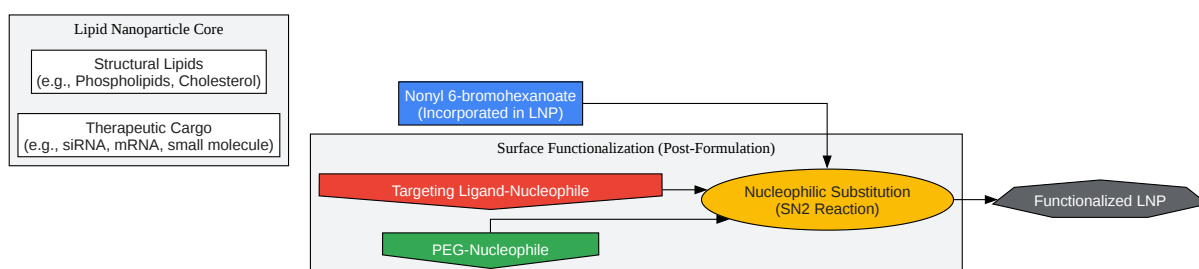 Lipid Nanoparticle Core
Structural Lipids
(e.g., Phospholipids, Cholesterol)
Therapeutic Cargo
(e.g., siRNA, mRNA, small molecule)
Nonyl 6-bromohexanoate
(Incorporated in LNP)
Surface Functionalization (Post-Formulation)
Targeting Ligand-Nucleophile
PEG-Nucleophile
Nucleophilic Substitution
(SN2 Reaction)
Functionalized LNP